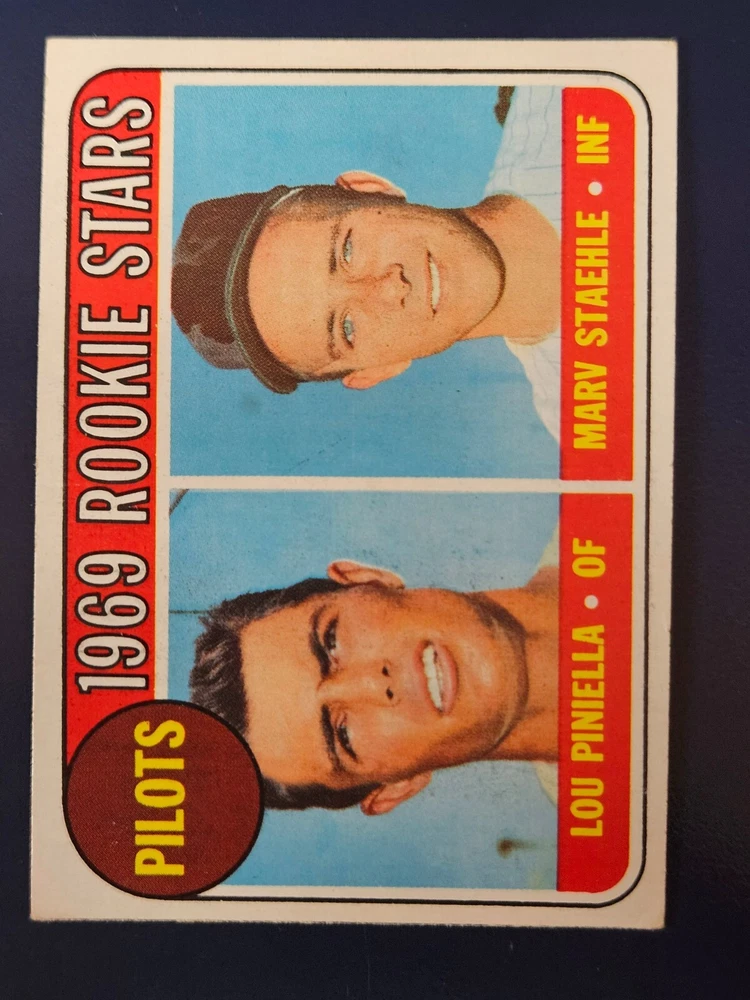 1969 ROOKIE STARS
PILOTS
LOU PINIELLA • OF
MARV STAEHLE • INF